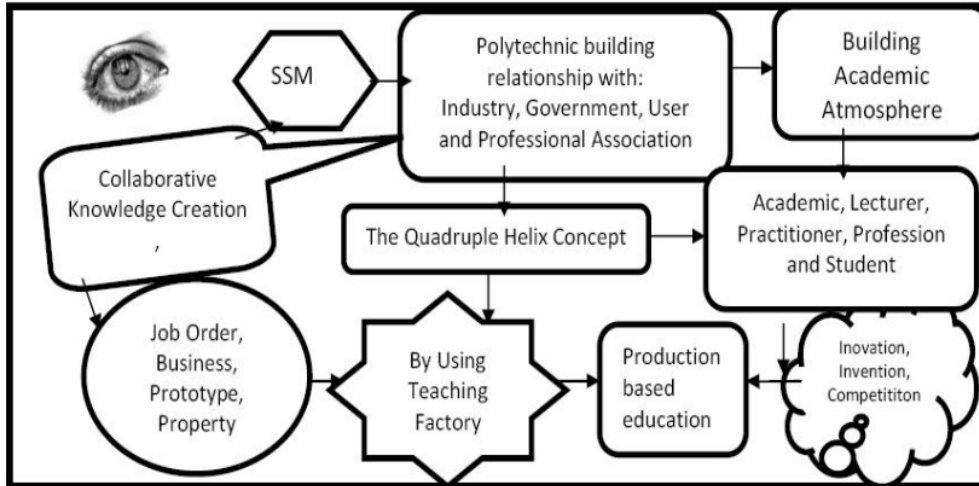 SSM
Polytechnic building
relationship with:
Industry, Government, User
and Professional Association
Building
Academic
Atmosphere
Collaborative
Knowledge Creation
,
The Quadruple Helix Concept
Academic, Lecturer,
Practitioner, Profession
and Student
Job Order,
Business,
Prototype,
Property
By Using
Teaching
Factory
Production
based
education
Inovation,
Invention,
Competititon